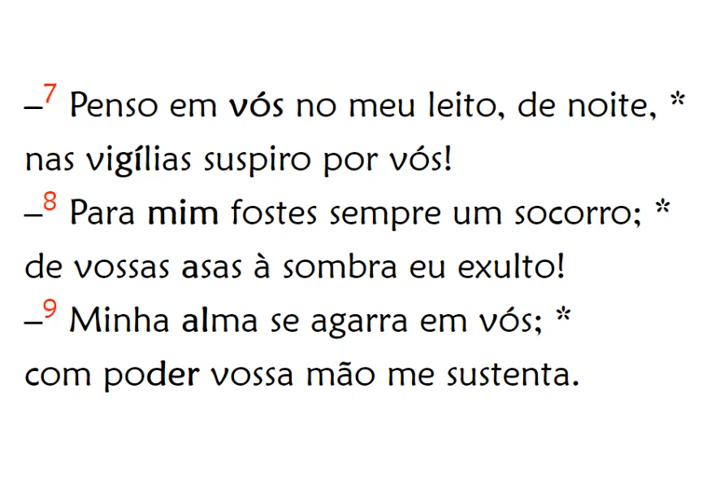 –7 Penso em vós no meu leito, de noite, *
nas vigílias suspiro por vós!
–8 Para mim fostes sempre um socorro; *
de vossas asas à sombra eu exulto!
–9 Minha alma se agarra em vós; *
com poder vossa mão me sustenta.